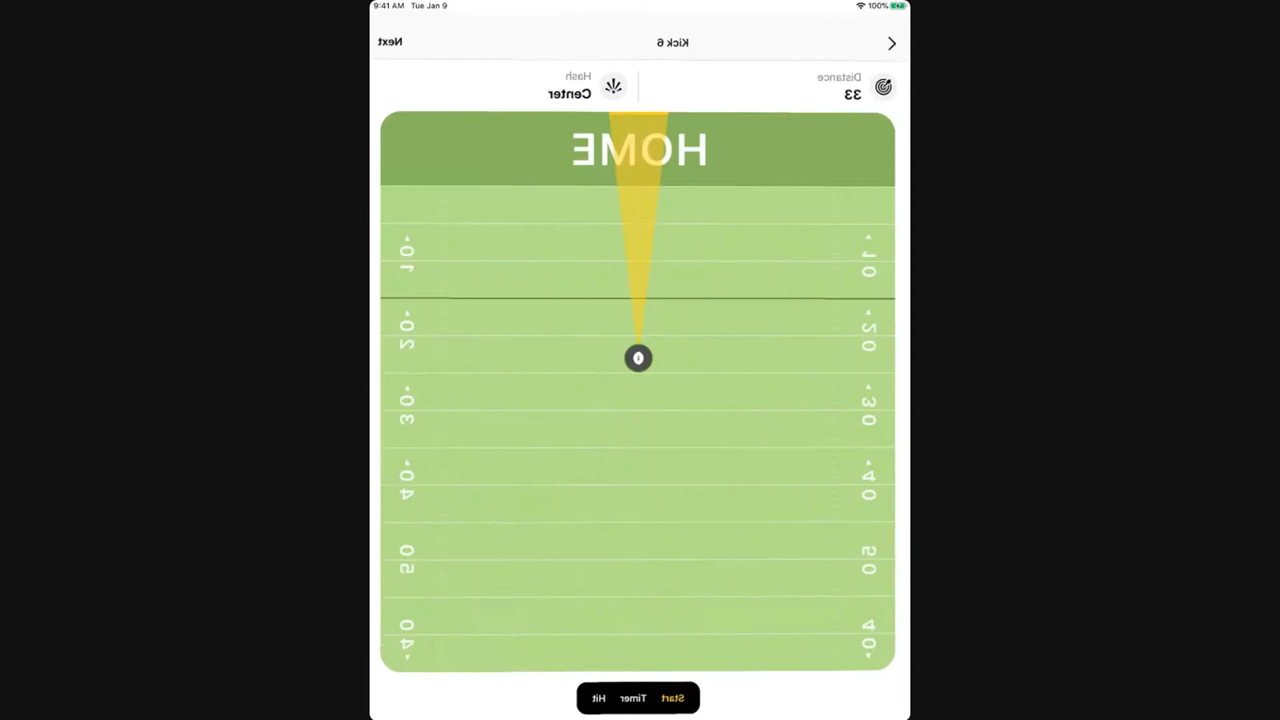 9:41 AM Tue Jan 9 100%
Next Kick 6
Hash Distance
Center 33
HOME
10 10
20 20
30 30
40 40
50 50
40 40
Start Timer Hit